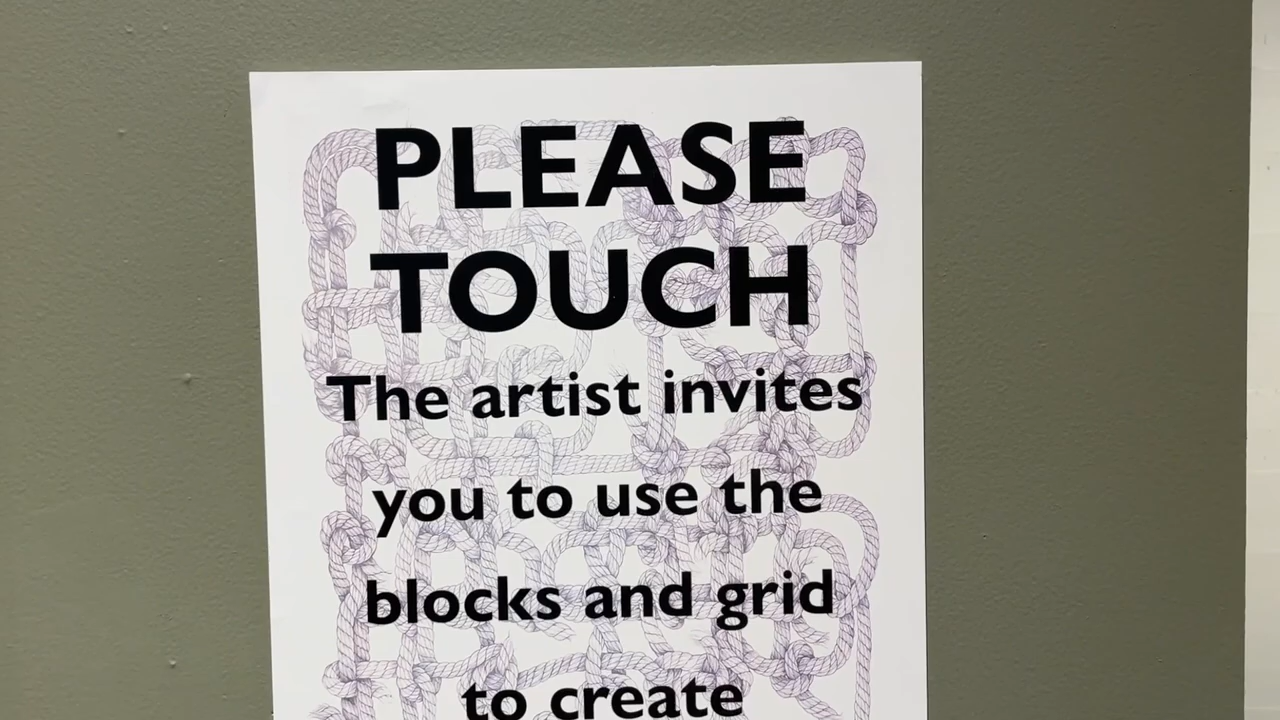 PLEASE
TOUCH
The artist invites
you to use the
blocks and grid
to create